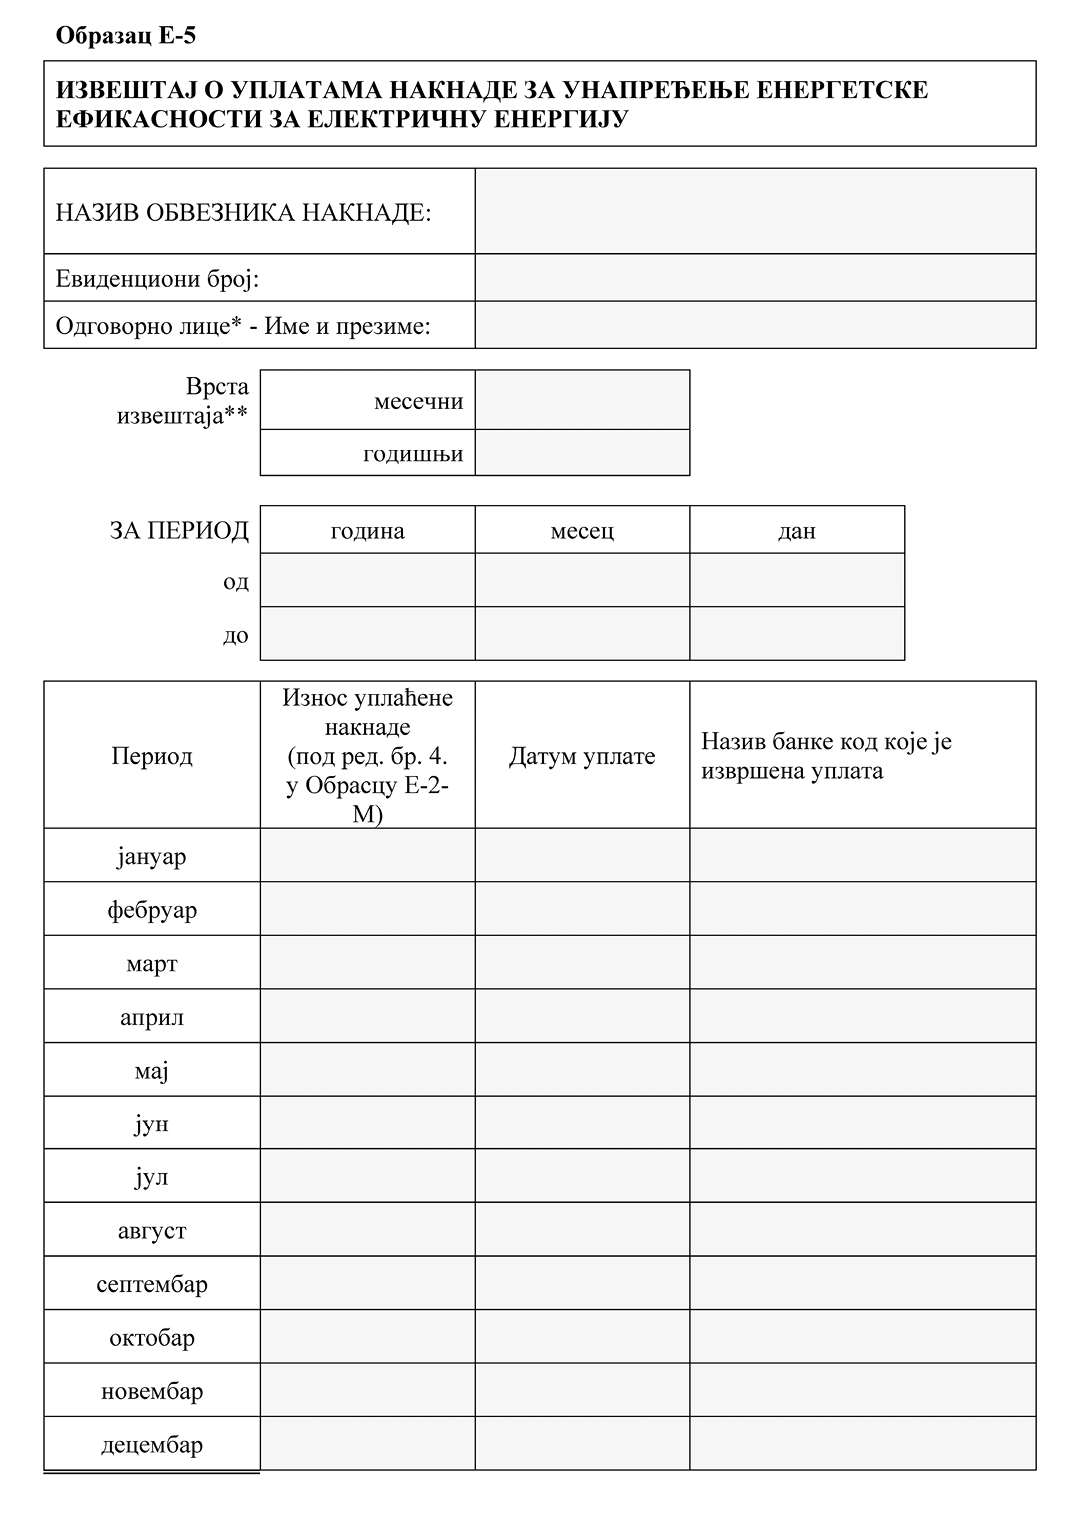 Образац Е-5
ИЗВЕШТАЈ О УПЛАТАМА НАКНАДЕ ЗА УНАПРЕЂЕЊЕ ЕНЕРГЕТСКЕ
ЕФИКАСНОСТИ ЗА ЕЛЕКТРИЧНУ ЕНЕРГИЈУ
НАЗИВ ОБВЕЗНИКА НАКНАДЕ:
Евиденциони број:
Одговорно лице* - Име и презиме:
Врста
извештаја**
месечни
годишњи
ЗА ПЕРИОД
година
месец
дан
од
до
Период
Износ уплаћене
накнаде
(под ред. бр. 4.
у Обрасцу Е-2-
М)
Датум уплате
Назив банке код које је
извршена уплата
јануар
фебруар
март
април
мај
јун
јул
август
септембар
октобар
новембар
децембар